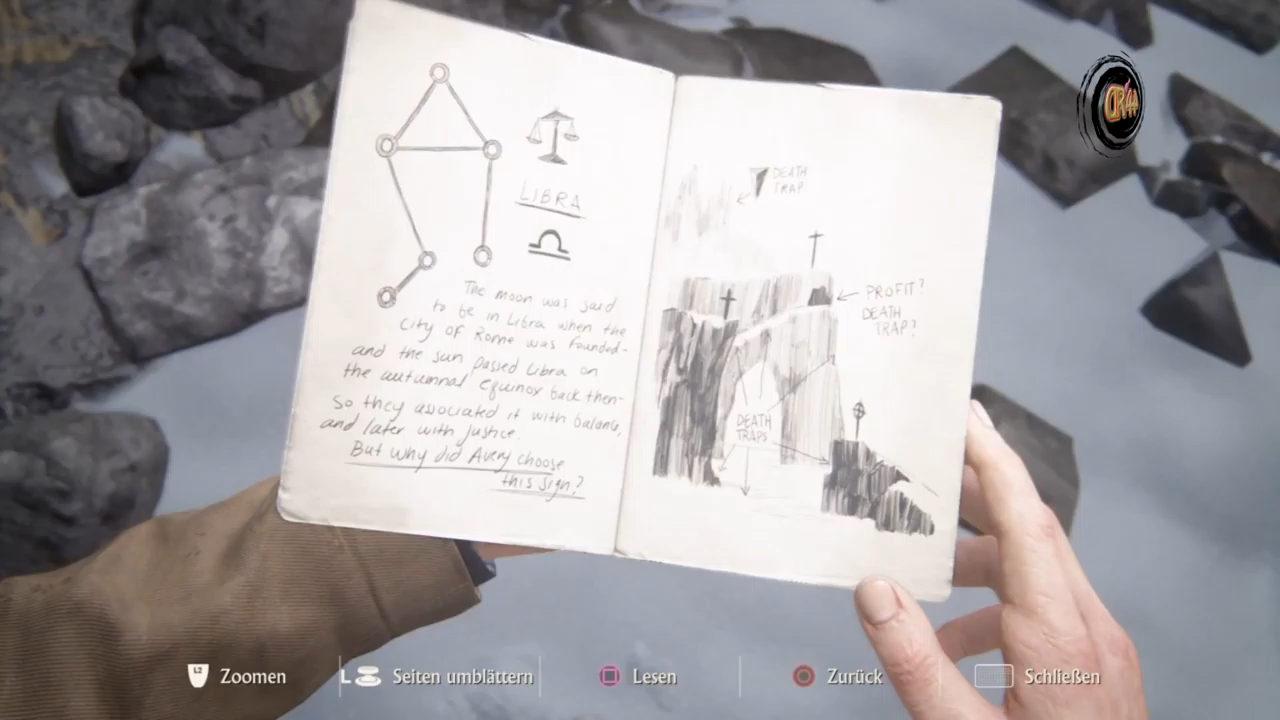 LIBRA
The moon was said
to be in Libra when the
City of Rome was founded-
and the sun passed Libra on
the autumnal equinox back then-
So they associated it with balance,
and later with justice.
But why did Avery choose
this sign?
DEATH
TRAP
PROFIT?
DEATH
TRAP?
DEATH
TRAPS
L2 Zoomen
L Seiten umblättern
Lesen
Zurück
Schließen